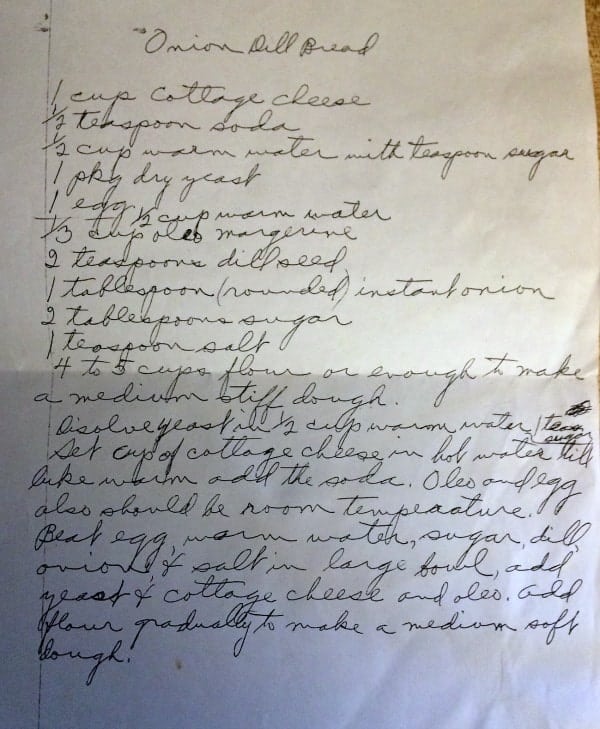 Onion Dill Bread
1 cup cottage cheese
1/2 teaspoon soda
1/2 cup warm water with teaspoon sugar
1 pkg dry yeast
1 egg 1/2 cup warm water
1/3 cup oleo margerine
2 teaspoons dill seed
1 tablespoon (rounded) instant onion
2 tablespoons sugar
1 teaspoon salt
4 to 5 cups flour or enough to make
a medium stiff dough.
Disolve yeast in 1/2 cup warm water 1 teas
sugar
Set cup of cottage cheese in hot water till
luke warm add the soda. Oleo and egg
also should be room temperature.
Beat egg, warm water, sugar, dill,
onion & salt in large bowl, add
yeast & cottage cheese and oleo. add
flour gradually to make a medium soft
dough.